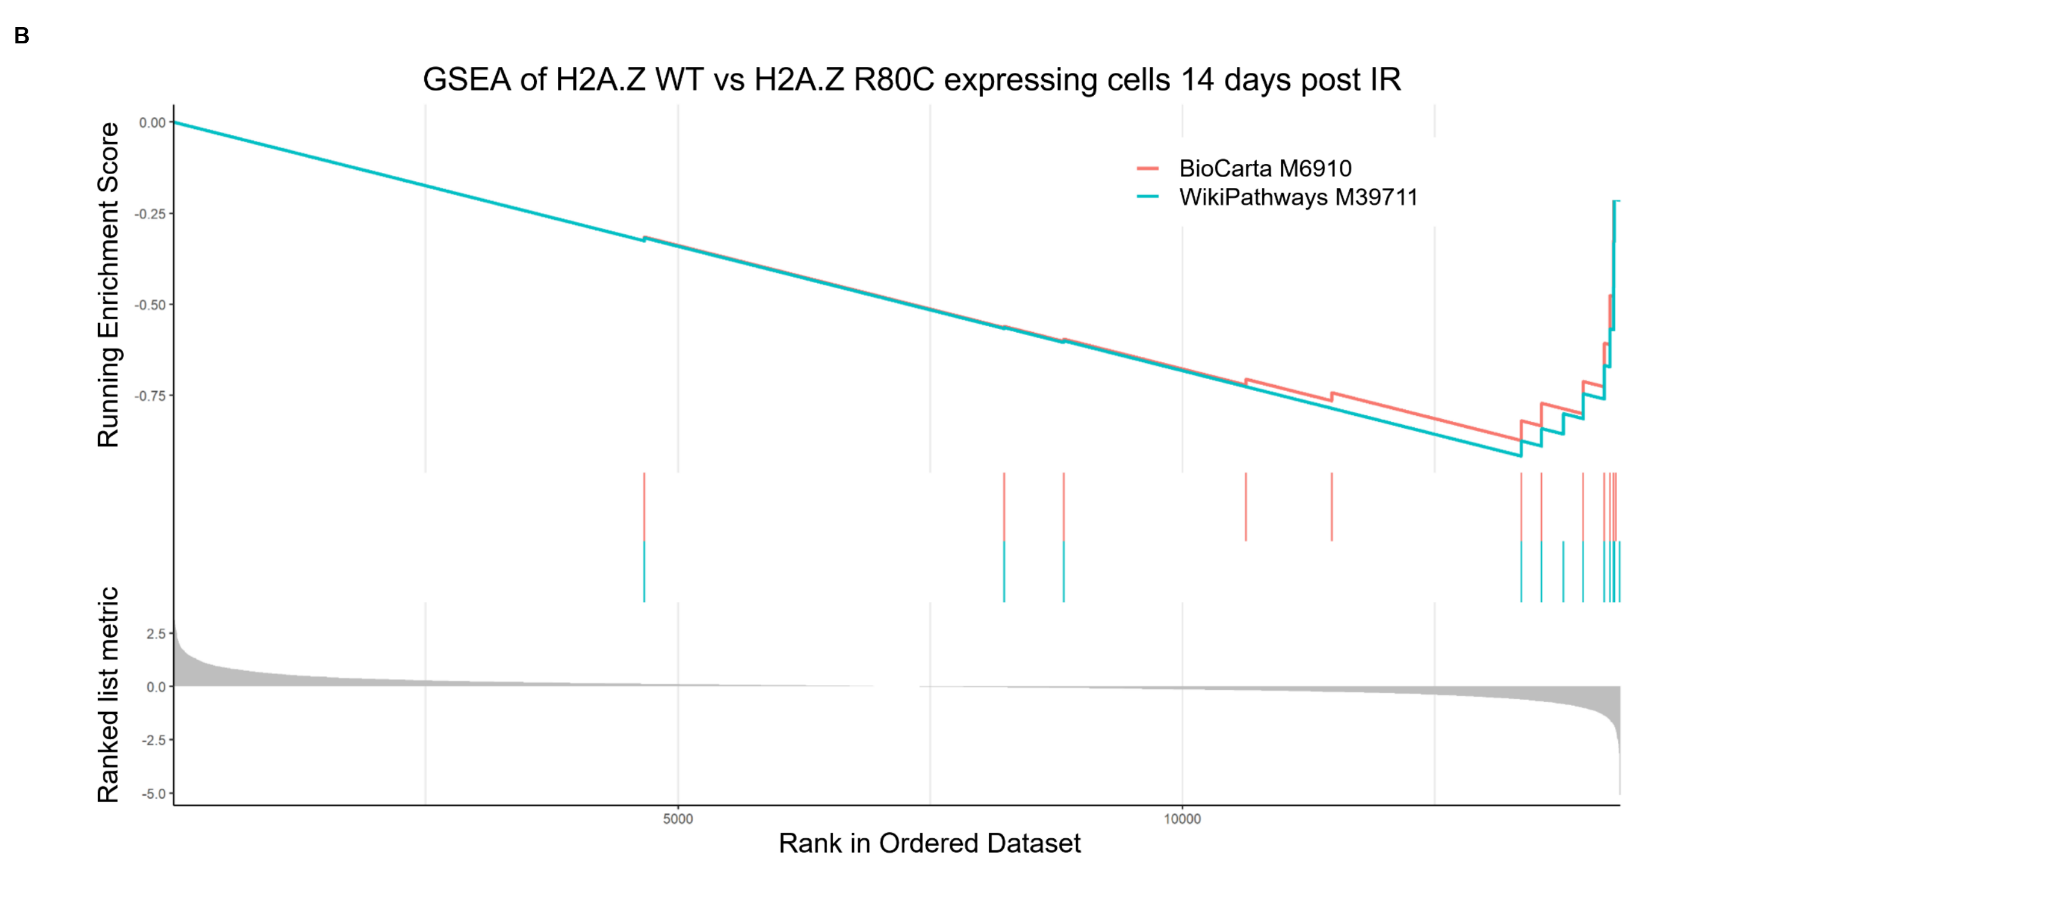 B
GSEA of H2A.Z WT vs H2A.Z R80C expressing cells 14 days post IR
Running Enrichment Score
0.00
-0.25
-0.50
-0.75
BioCarta M6910
WikiPathways M39711
Ranked list metric
2.5
0.0
-2.5
-5.0
5000
10000
Rank in Ordered Dataset